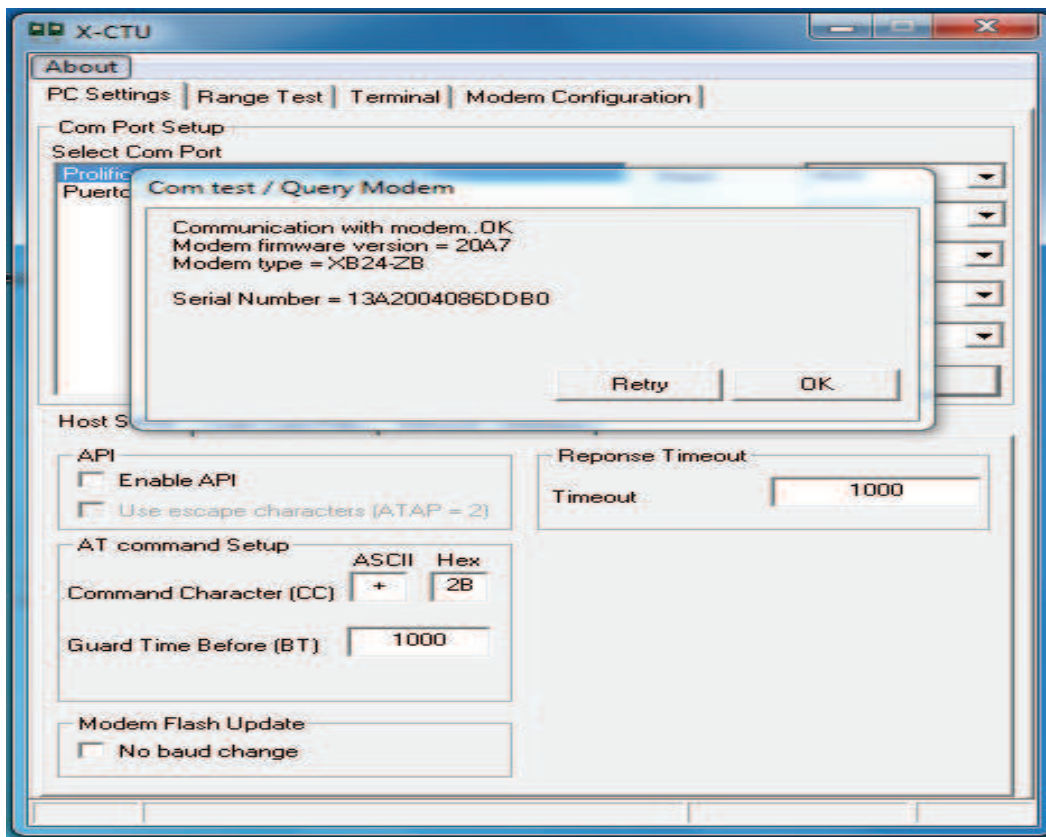 X-CTU
About
PC Settings Range Test Terminal Modem Configuration
Com Port Setup
Select Com Port
Prolific
Com test / Query Modem
Communication with modem..OK
Modem firmware version = 20A7
Modem type = XB24-ZB
Serial Number = 13A2004086DDB0
Retry OK
Host
API
Enable API
Use escape characters (ATAP = 2)
Reponse Timeout
Timeout 1000
AT command Setup
ASCII Hex
Command Character (CC) + 2B
Guard Time Before (BT) 1000
Modem Flash Update
No baud change